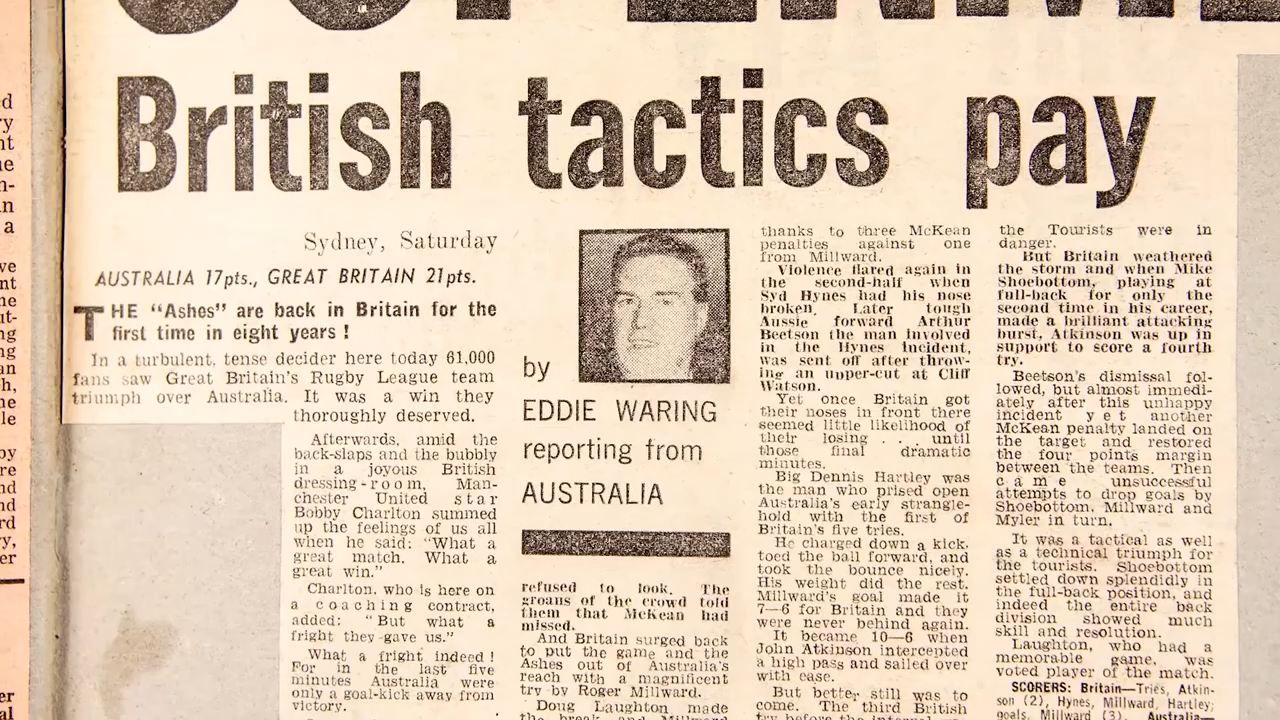 British tactics pay
Sydney, Saturday
AUSTRALIA 17pts., GREAT BRITAIN 21pts.
THE "Ashes" are back in Britain for the
first time in eight years !
In a turbulent, tense decider here today 61,000
fans saw Great Britain's Rugby League team
triumph over Australia. It was a win they
thoroughly deserved.
Afterwards, amid the
back-slaps and the bubbly
in a joyous British
dressing-room, Man-
chester United star
Bobby Charlton summed
up the feelings of us all
when he said: "What a
great match. What a
great win."
Charlton, who is here on
a coaching contract,
added: "But what a
fright they gave us."
What a fright indeed !
For in the last five
minutes Australia were
only a goal-kick away from
victory.
by
EDDIE WARING
reporting from
AUSTRALIA
refused to look. The
groans of the crowd told
them that McKean had
missed.
And Britain surged back
to put the game and the
Ashes out of Australia's
reach with a magnificent
try by Roger Millward.
Doug Laughton made
the break and Millward
thanks to three McKean
penalties against one
from Millward.
Violence flared again in
the second-half when
Syd Hynes had his nose
broken. Later tough
Aussie forward Arthur
Beetson the man involved
in the Hynes incident,
was sent off after throw-
ing an upper-cut at Cliff
Watson.
Yet once Britain got
their noses in front there
seemed little likelihood of
their losing . . . until
those final dramatic
minutes.
Big Dennis Hartley was
the man who prised open
Australia's early strangle-
hold with the first of
Britain's five tries.
He charged down a kick,
toed the ball forward, and
took the bounce nicely.
His weight did the rest.
Millward's goal made it
7—6 for Britain and they
were never behind again.
It became 10—6 when
John Atkinson intercepted
a high pass and sailed over
with ease.
But better still was to
come. The third British
try before the interval was
the Tourists were in
danger.
But Britain weathered
the storm and when Mike
Shoebottom, playing at
full-back for only the
second time in his career,
made a brilliant attacking
burst, Atkinson was up in
support to score a fourth
try.
Beetson's dismissal fol-
lowed, but almost immedi-
ately after this unhappy
incident yet another
McKean penalty landed on
the target and restored
the four points margin
between the teams. Then
came unsuccessful
attempts to drop goals by
Shoebottom, Millward and
Myler in turn.
It was a tactical as well
as a technical triumph for
the tourists. Shoebottom
settled down splendidly in
the full-back position, and
indeed the entire back
division showed much
skill and resolution.
Laughton, who had a
memorable game, was
voted player of the match.
SCORERS: Britain—Tries, Atkin-
son (2), Hynes, Millward, Hartley;
goals, Millward (3). Australia—